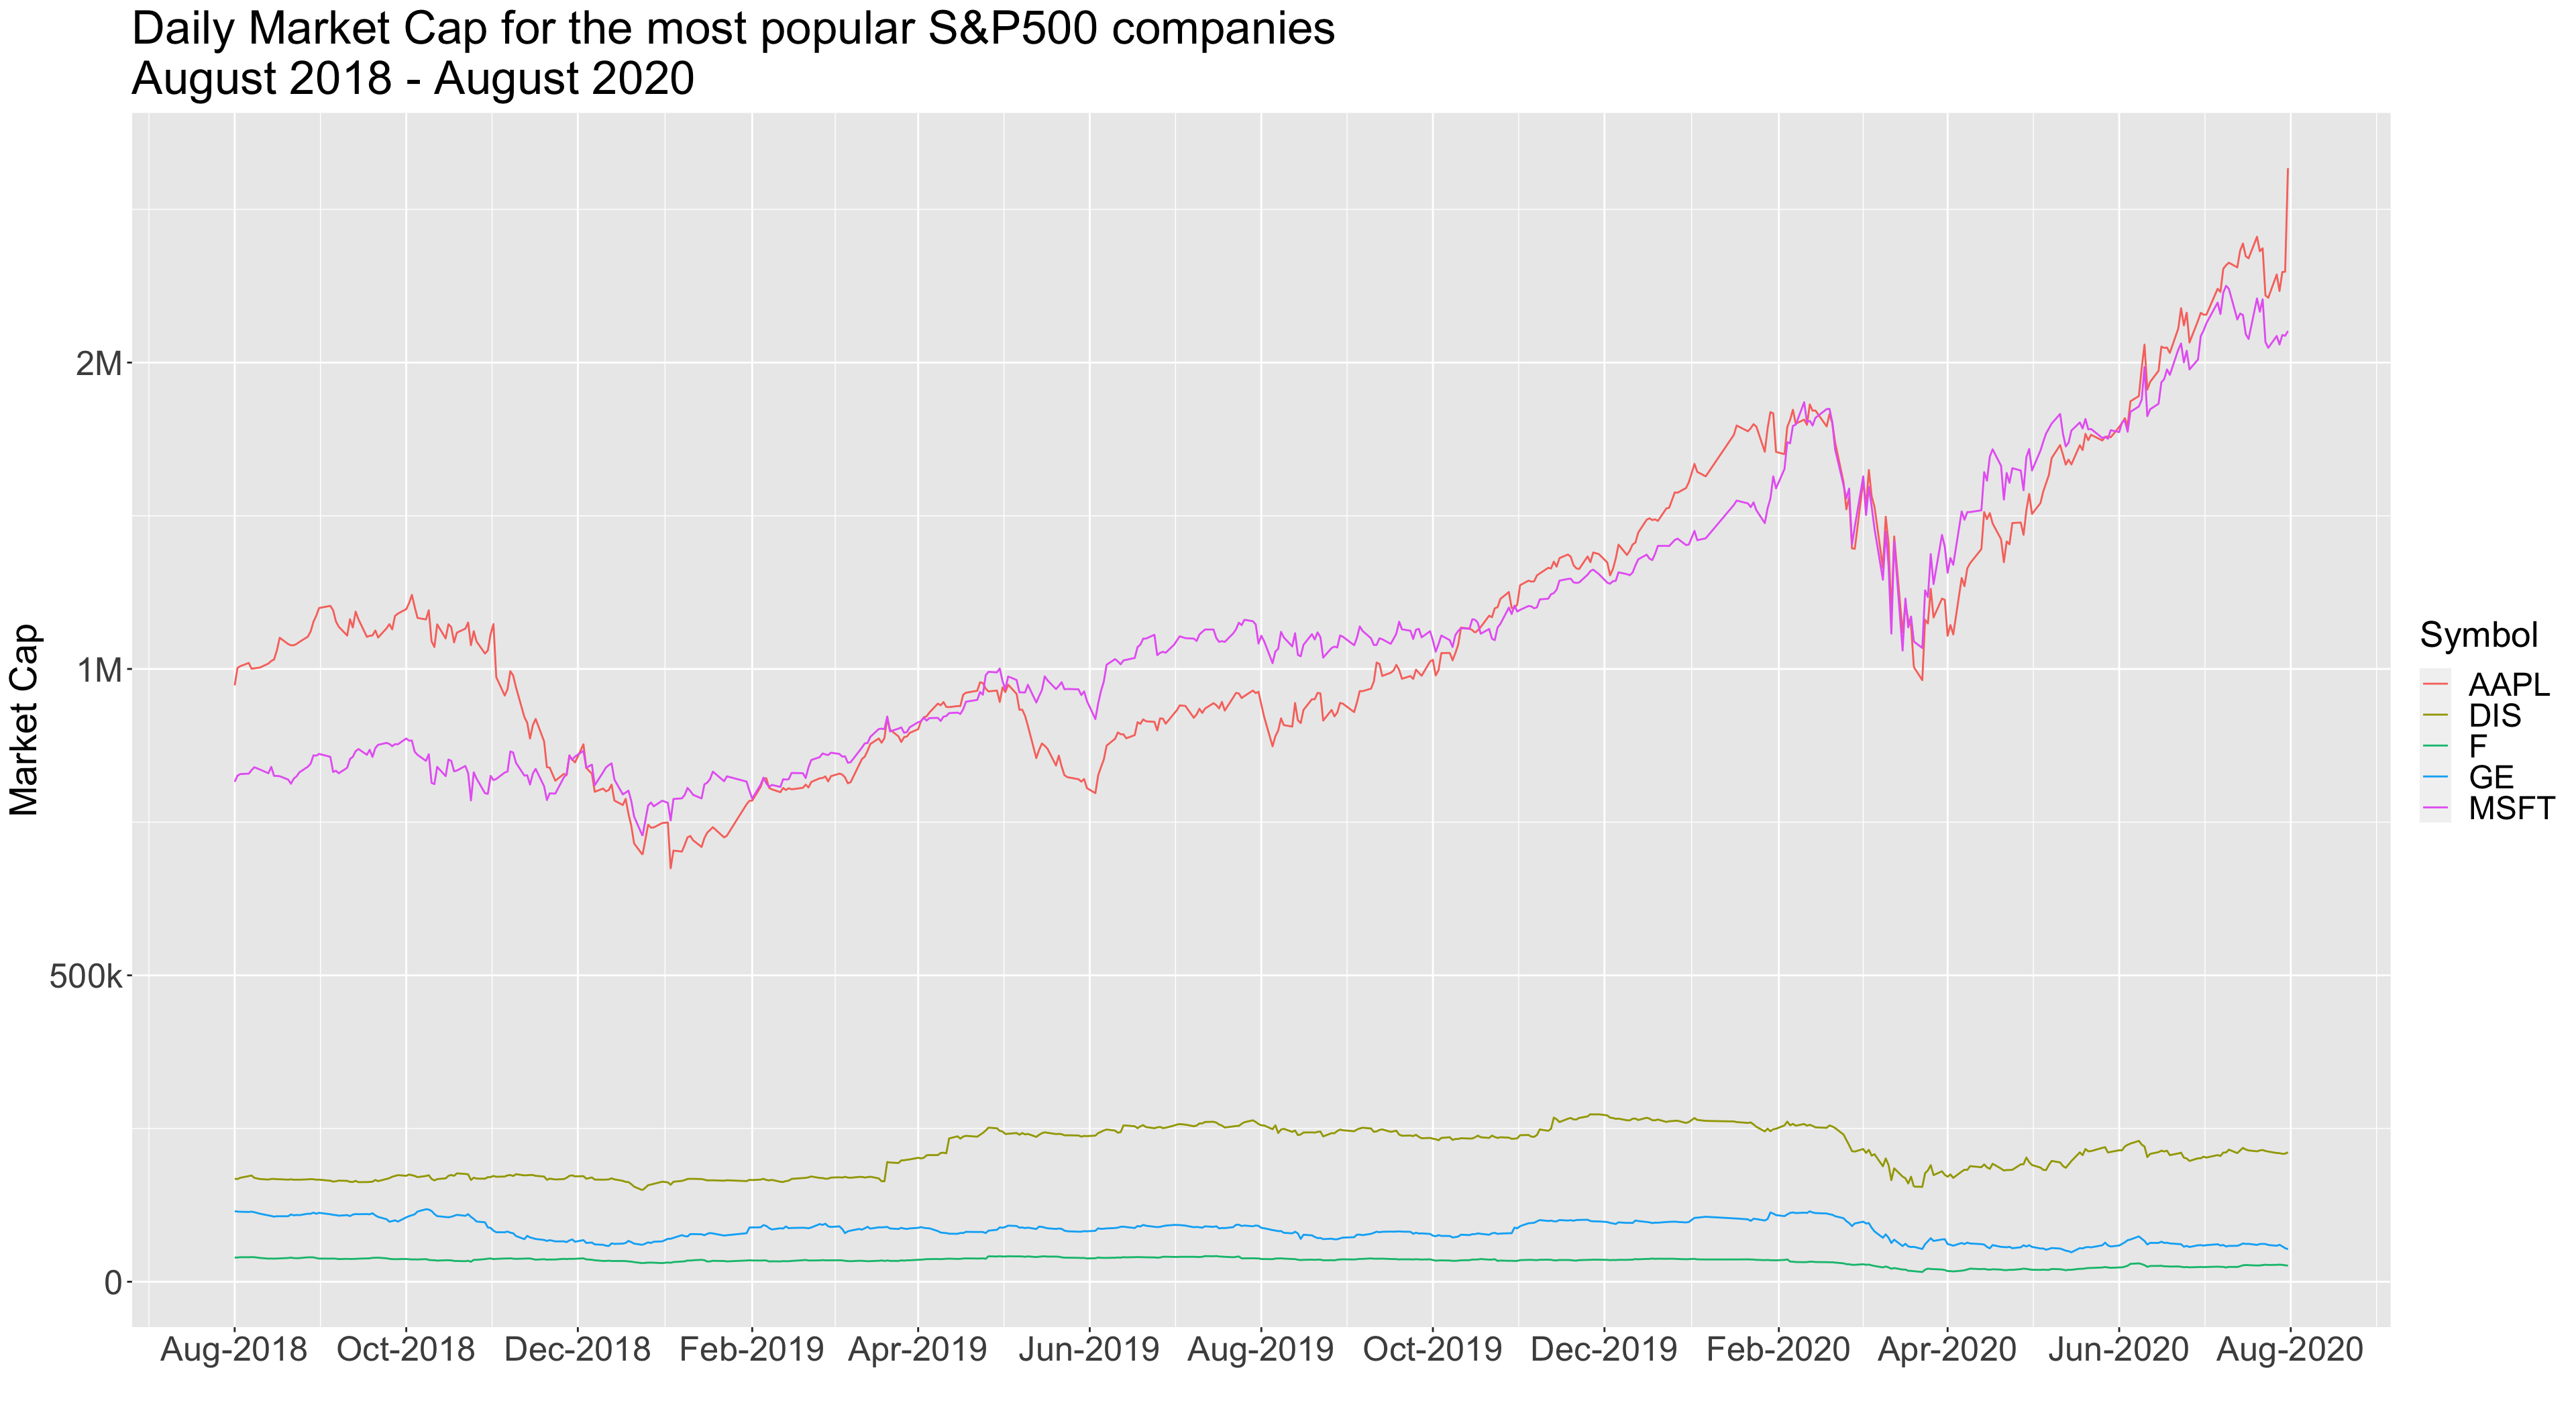 Daily Market Cap for the most popular S&P500 companies
August 2018 - August 2020
Market Cap
2M
1M
500k
0
Aug-2018 Oct-2018 Dec-2018 Feb-2019 Apr-2019 Jun-2019 Aug-2019 Oct-2019 Dec-2019 Feb-2020 Apr-2020 Jun-2020 Aug-2020
Symbol
AAPL
DIS
F
GE
MSFT